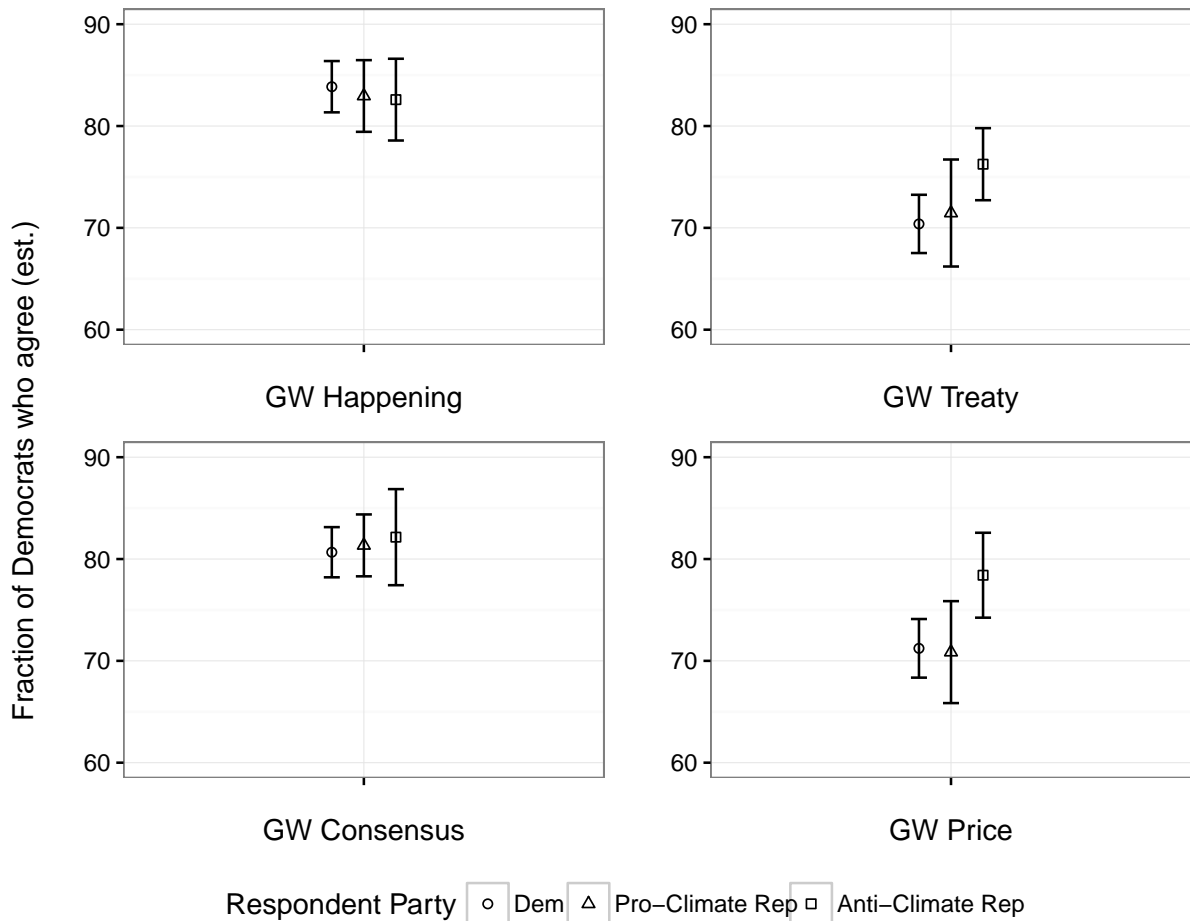 Fraction of Democrats who agree (est.)
90
80
70
60
GW Happening
90
80
70
60
GW Treaty
90
80
70
60
GW Consensus
90
80
70
60
GW Price
Respondent Party Dem Pro−Climate Rep Anti−Climate Rep